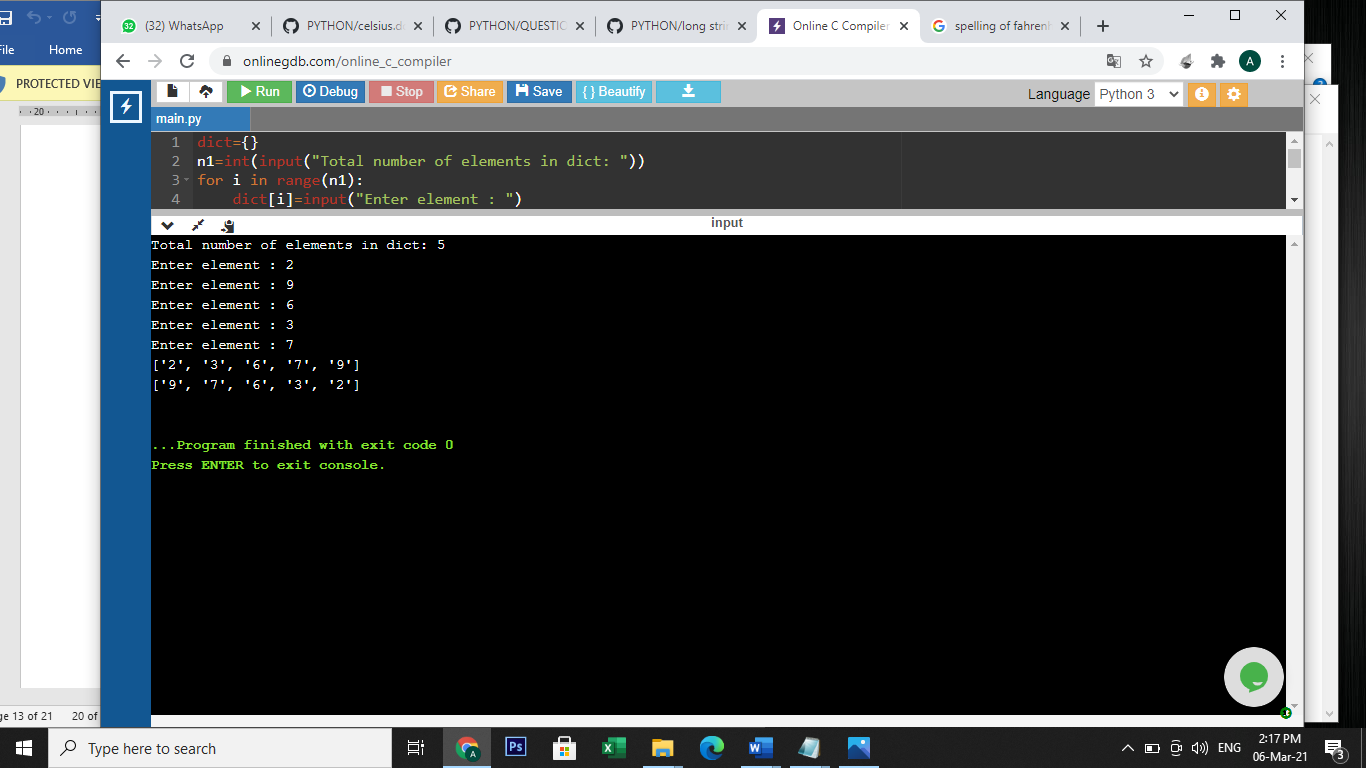 (32) WhatsApp
PYTHON/celsius.d
PYTHON/QUESTIC
PYTHON/long stri
Online C Compiler
spelling of fahren
File
Home
onlinegdb.com/online_c_compiler
A
PROTECTED VIE
Run
Debug
Stop
Share
Save
{ } Beautify
Language
Python 3
20
main.py
1 dict={}
2 n1=int(input("Total number of elements in dict: "))
3 for i in range(n1):
4 dict[i]=input("Enter element : ")
input
Total number of elements in dict: 5
Enter element : 2
Enter element : 9
Enter element : 6
Enter element : 3
Enter element : 7
['2', '3', '6', '7', '9']
['9', '7', '6', '3', '2']
...Program finished with exit code 0
Press ENTER to exit console.
ge 13 of 21
20 of
Type here to search
A
Ps
ENG
2:17 PM
06-Mar-21
3